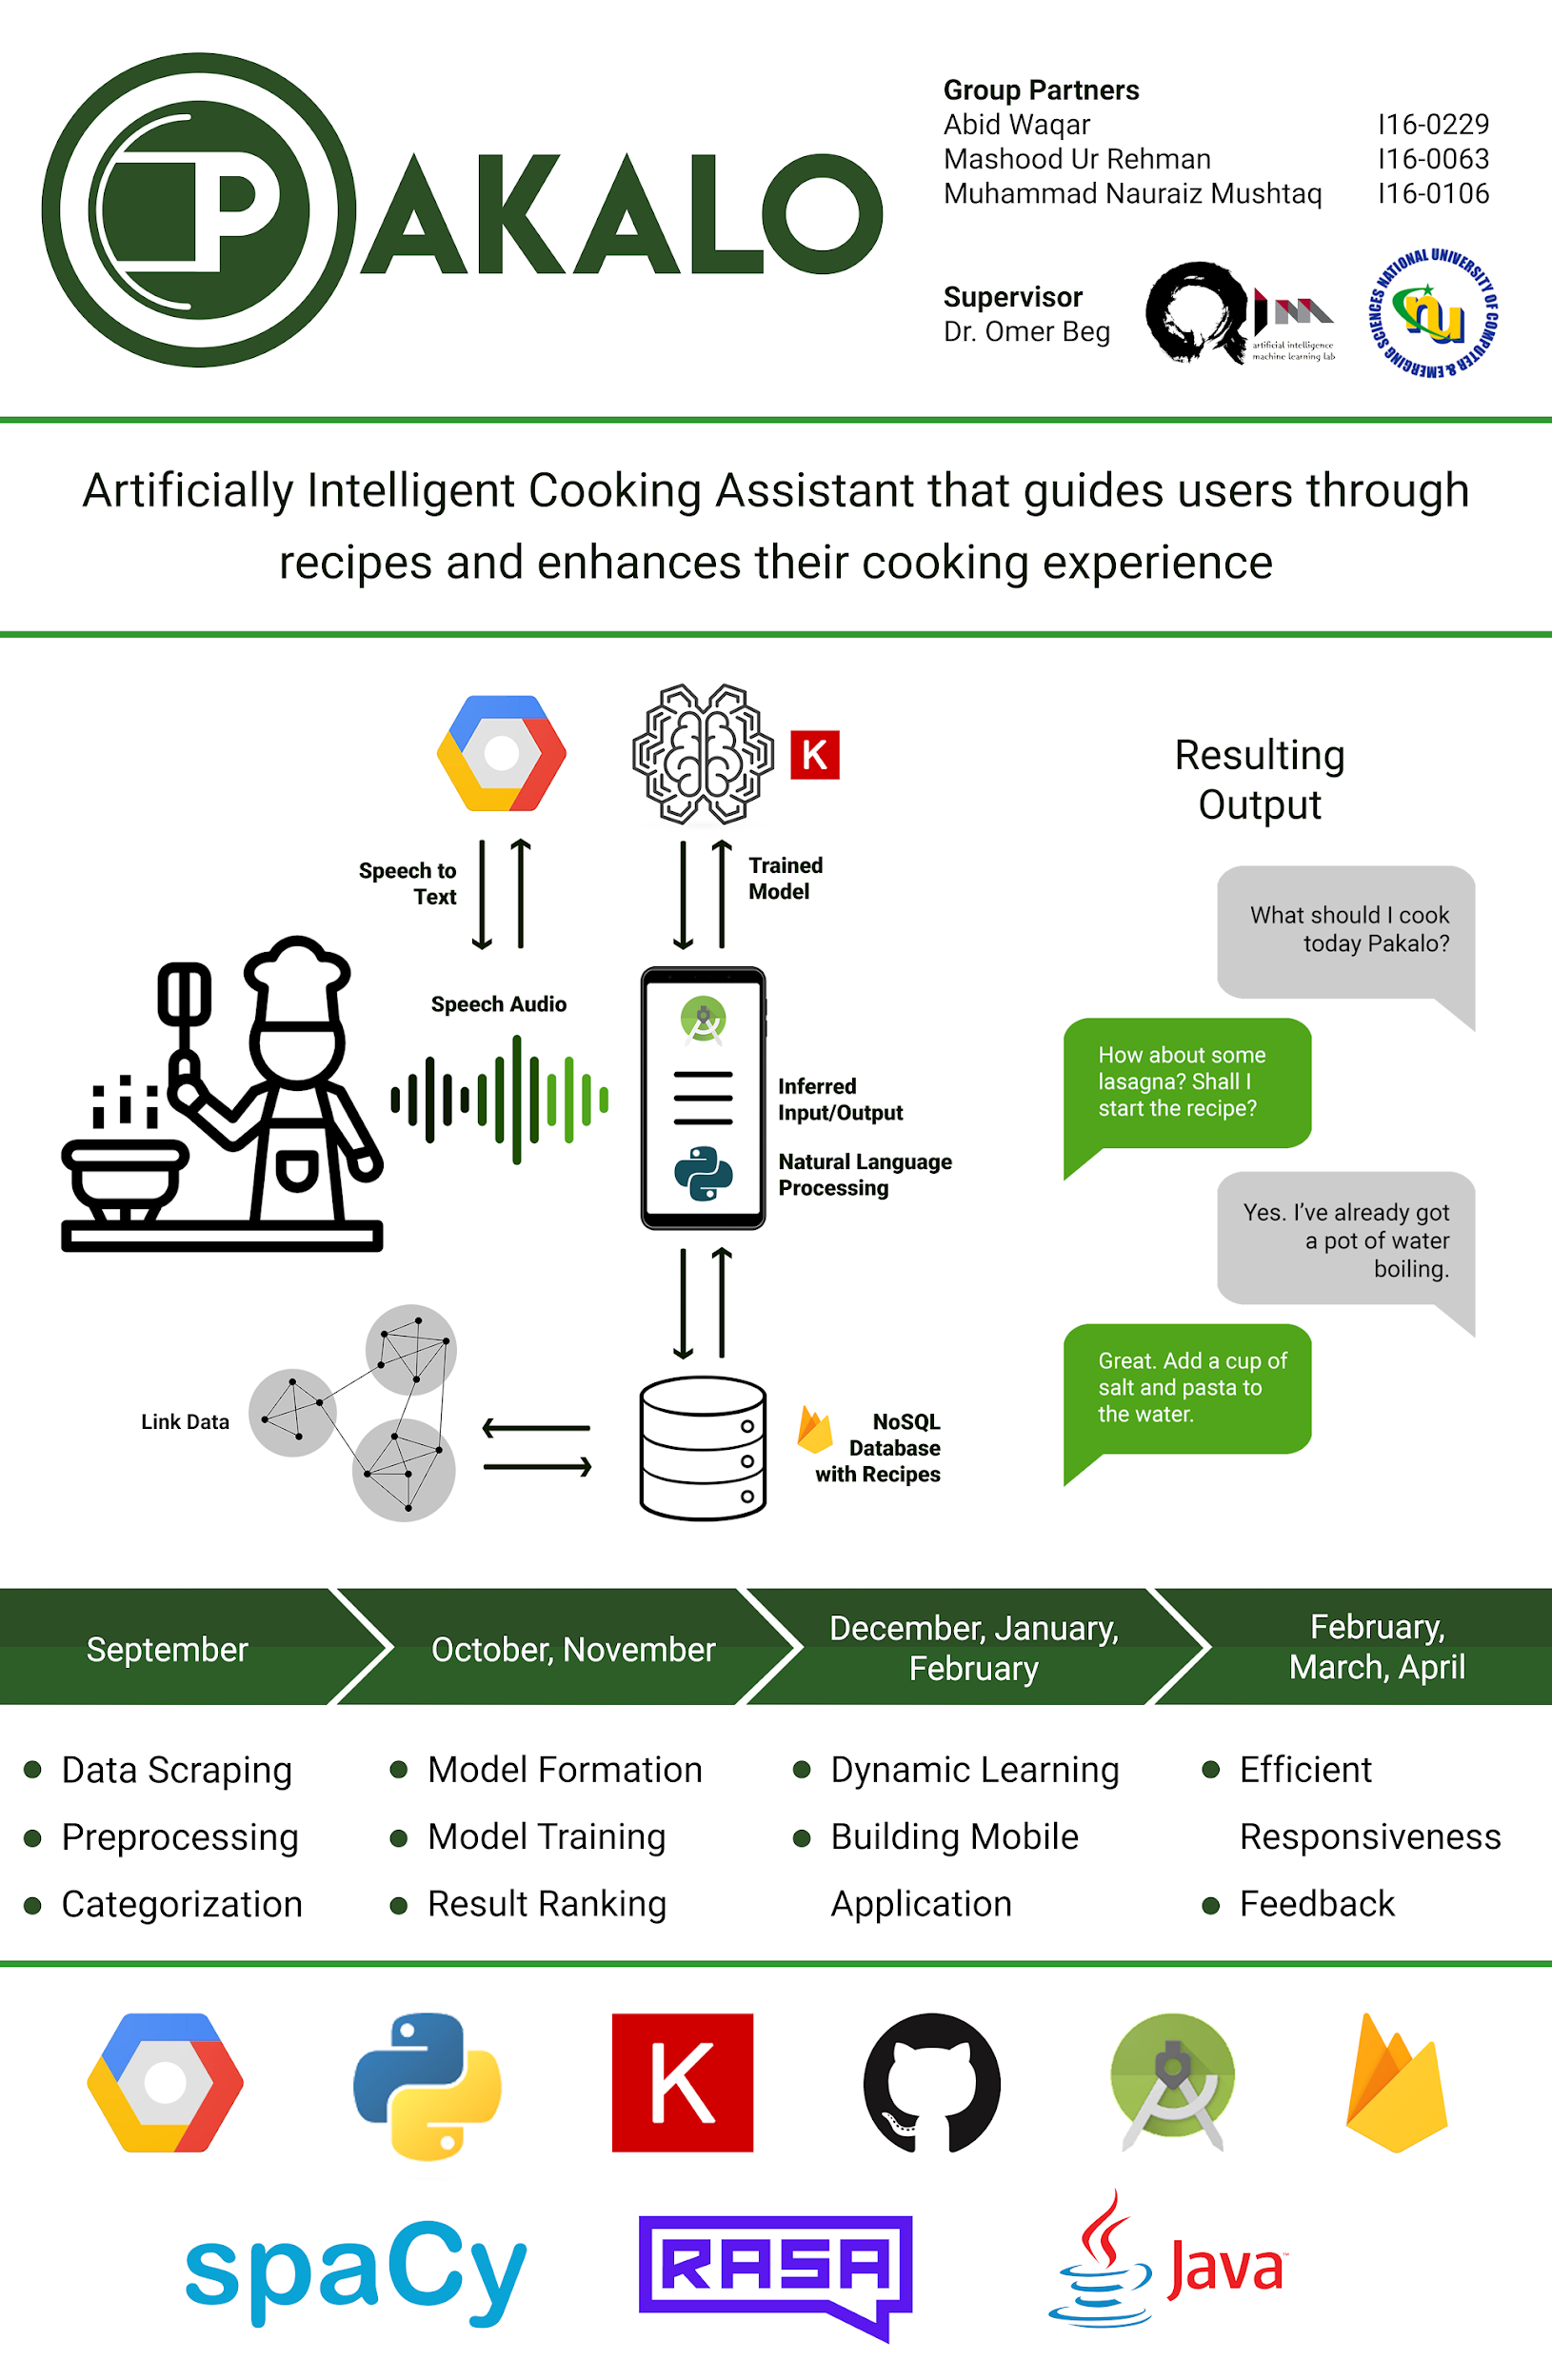 PAKALO
Group Partners
Abid Waqar I16-0229
Mashood Ur Rehman I16-0063
Muhammad Nauraiz Mushtaq I16-0106
Supervisor
Dr. Omer Beg
artificial intelligence
machine learning lab
NATIONAL UNIVERSITY OF COMPUTER & EMERGING SCIENCES
nu
Artificially Intelligent Cooking Assistant that guides users through
recipes and enhances their cooking experience
K
Speech to
Text
Trained
Model
Speech Audio
Inferred
Input/Output
Natural Language
Processing
Link Data
NoSQL
Database
with Recipes
Resulting
Output
What should I cook
today Pakalo?
How about some
lasagna? Shall I
start the recipe?
Yes. I've already got
a pot of water
boiling.
Great. Add a cup of
salt and pasta to
the water.
September
October, November
December, January,
February
February,
March, April
Data Scraping
Preprocessing
Categorization
Model Formation
Model Training
Result Ranking
Dynamic Learning
Building Mobile
Application
Efficient
Responsiveness
Feedback
K
spaCy
RASA
Java